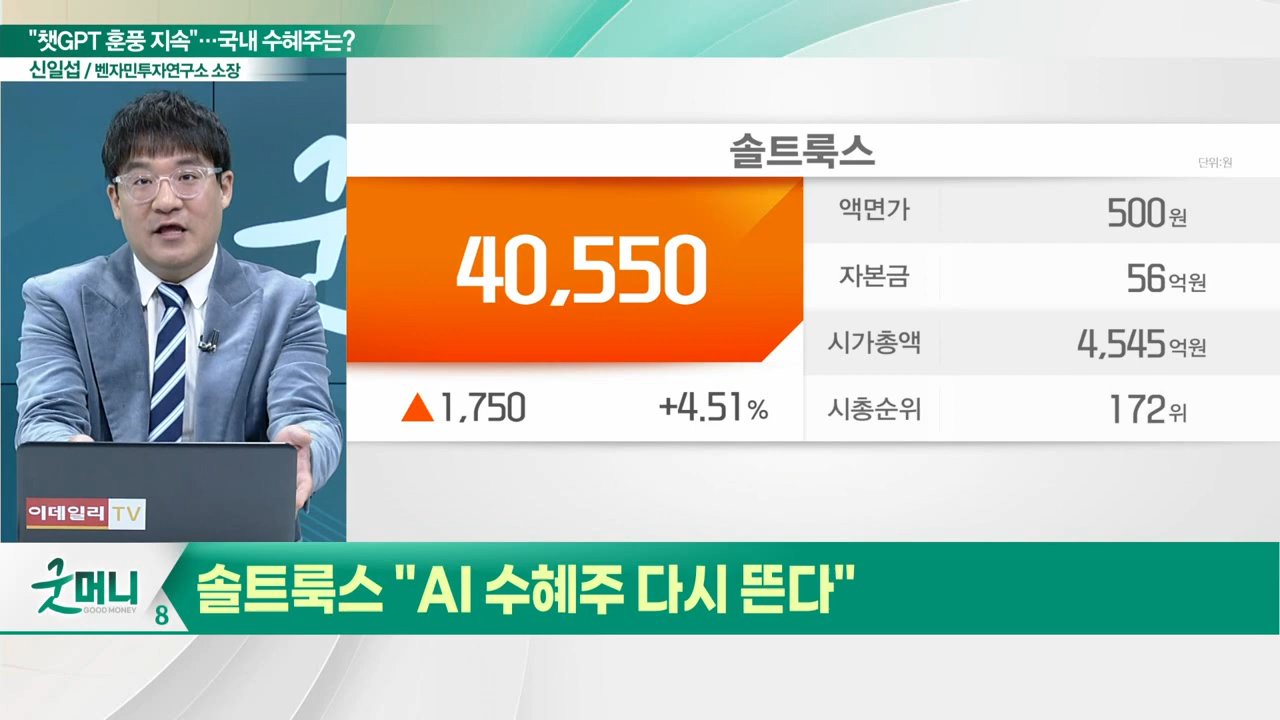 "챗GPT 훈풍 지속"…국내 수혜주는?
신일섭 / 벤자민투자연구소 소장
솔트룩스
단위:원
40,550
▲1,750 +4.51%
액면가 500원
자본금 56억원
시가총액 4,545억원
시총순위 172위
이데일리 TV
굿머니
GOOD MONEY
8
솔트룩스 "AI 수혜주 다시 뜬다"